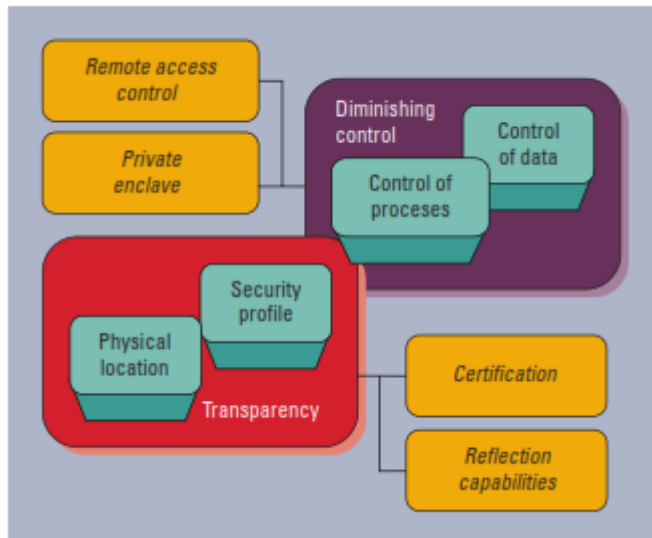 Remote access
control
Private
enclave
Diminishing
control
Control
of data
Control of
proceses
Security
profile
Physical
location
Transparency
Certification
Reflection
capabilities